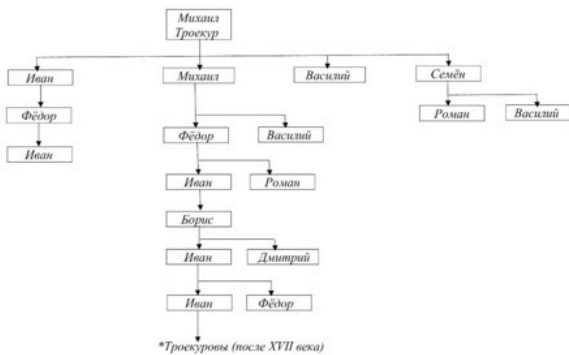 Михаил
Троекур
Иван
Михаил
Василий
Семён
Фёдор
Фёдор
Василий
Роман
Василий
Иван
Иван
Роман
Борис
Иван
Дмитрий
Иван
Фёдор
*Троекуровы (после XVII века)